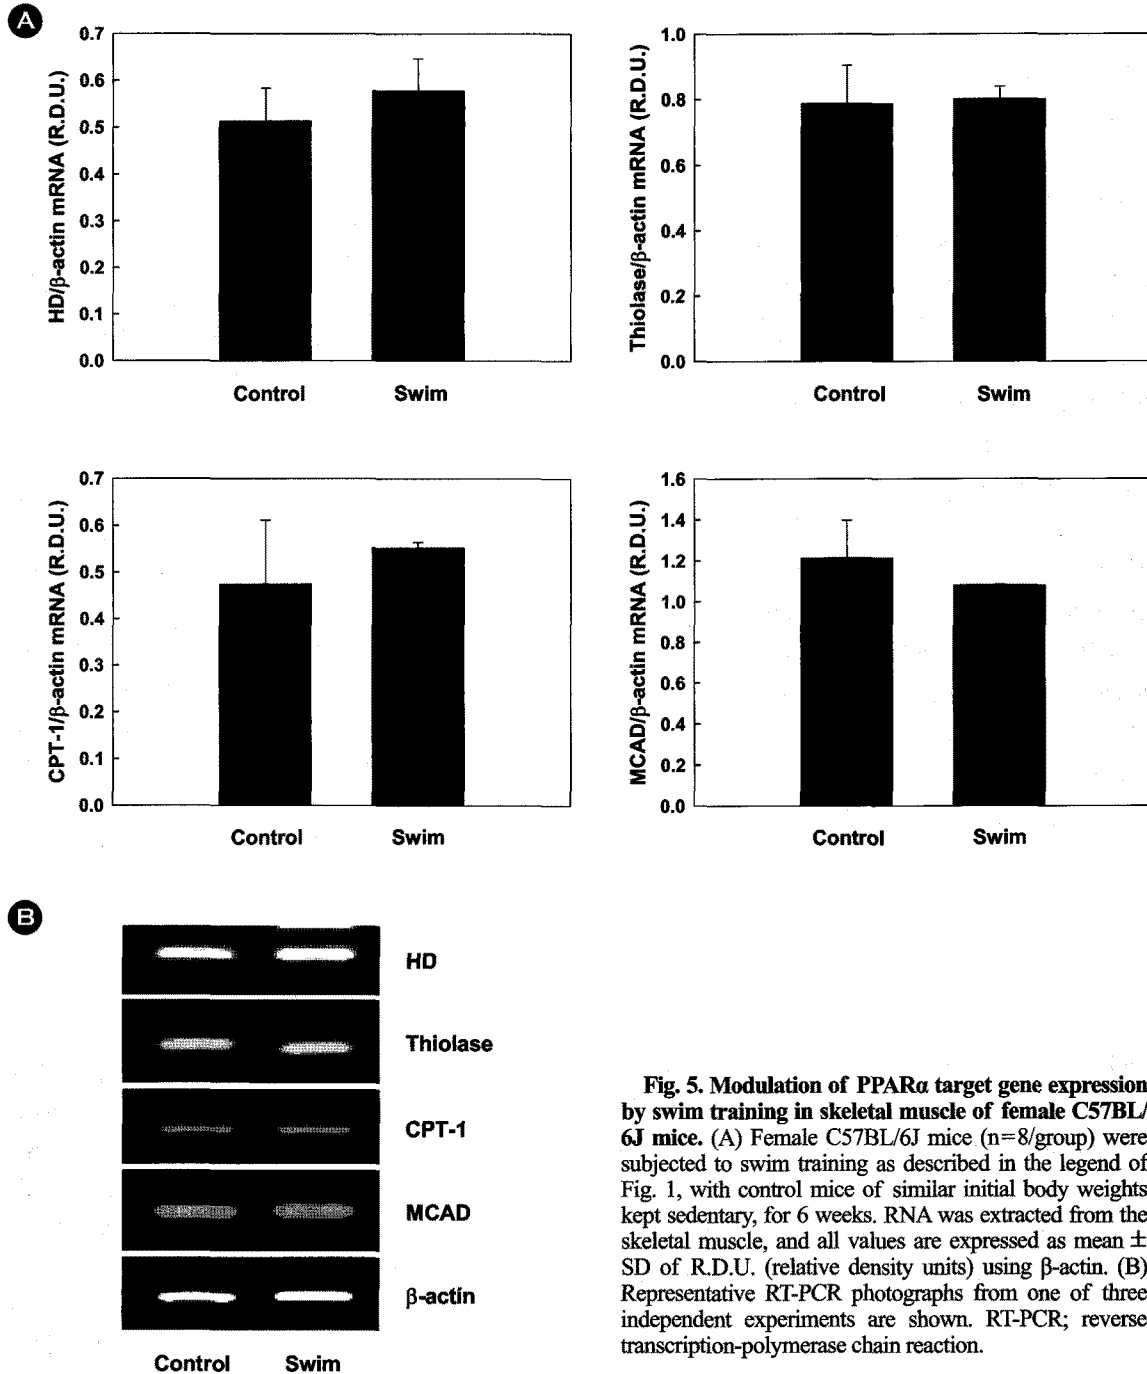 A
HD/β-actin mRNA (R.D.U.)
0.7
0.6
0.5
0.4
0.3
0.2
0.1
0.0
Control Swim
Thiolase/β-actin mRNA (R.D.U.)
1.0
0.8
0.6
0.4
0.2
0.0
Control Swim
CPT-1/β-actin mRNA (R.D.U.)
0.7
0.6
0.5
0.4
0.3
0.2
0.1
0.0
Control Swim
MCAD/β-actin mRNA (R.D.U.)
1.6
1.4
1.2
1.0
0.8
0.6
0.4
0.2
0.0
Control Swim
B
HD
Thiolase
CPT-1
MCAD
β-actin
Control Swim
Fig. 5. Modulation of PPARα target gene expression
by swim training in skeletal muscle of female C57BL/
6J mice. (A) Female C57BL/6J mice (n=8/group) were
subjected to swim training as described in the legend of
Fig. 1, with control mice of similar initial body weights
kept sedentary, for 6 weeks. RNA was extracted from the
skeletal muscle, and all values are expressed as mean ±
SD of R.D.U. (relative density units) using β-actin. (B)
Representative RT-PCR photographs from one of three
independent experiments are shown. RT-PCR; reverse
transcription-polymerase chain reaction.